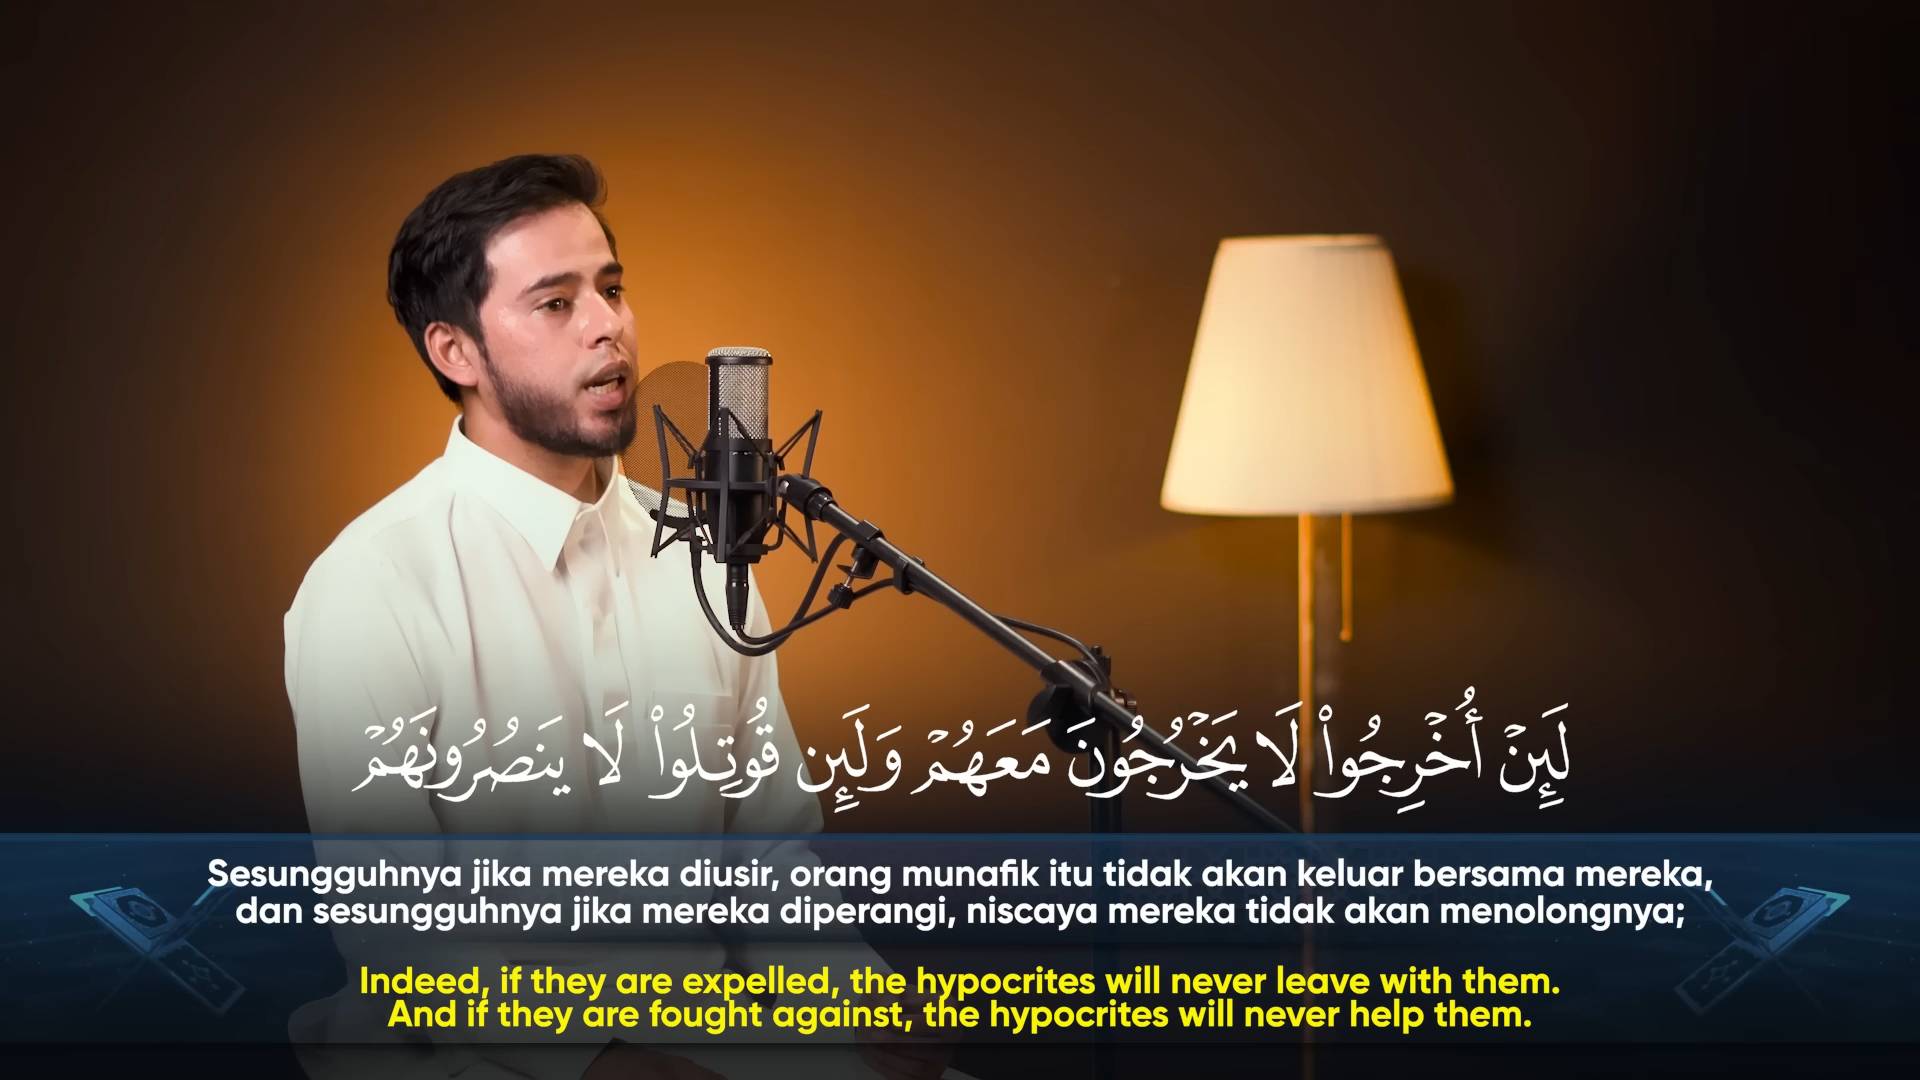 لَئِنْ أُخْرِجُوا۟ لَا يَخْرُجُونَ مَعَهُمْ وَلَئِن قُوتِلُوا۟ لَا يَنصُرُونَهُمْ
Sesungguhnya jika mereka diusir, orang munafik itu tidak akan keluar bersama mereka,
dan sesungguhnya jika mereka diperangi, niscaya mereka tidak akan menolongnya;
Indeed, if they are expelled, the hypocrites will never leave with them.
And if they are fought against, the hypocrites will never help them.